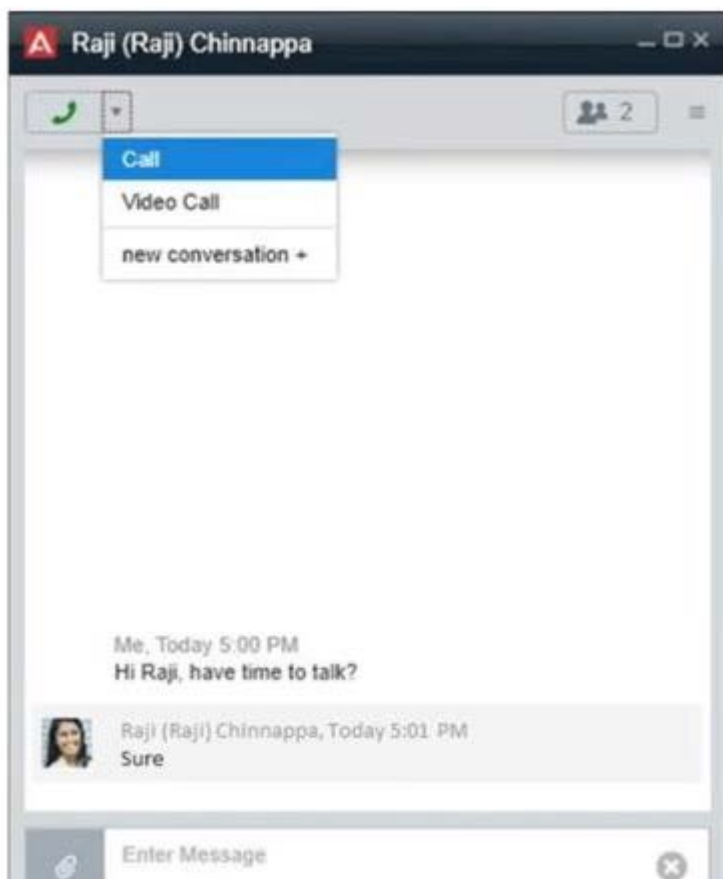 Raji (Raji) Chinnappa
2
Call
Video Call
new conversation +
Me, Today 5:00 PM
Hi Raji, have time to talk?
Raji (Raji) Chinnappa, Today 5:01 PM
Sure
Enter Message